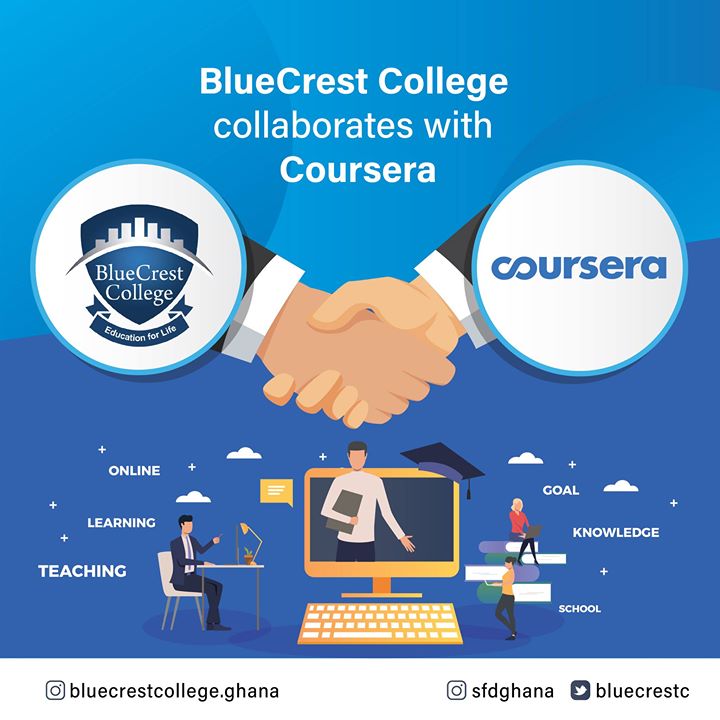 BlueCrest College
collaborates with
Coursera
BlueCrest
College
Education for Life
coursera
ONLINE
LEARNING
TEACHING
GOAL
KNOWLEDGE
SCHOOL
bluecrestcollege.ghana
sfdghana
bluecrestc